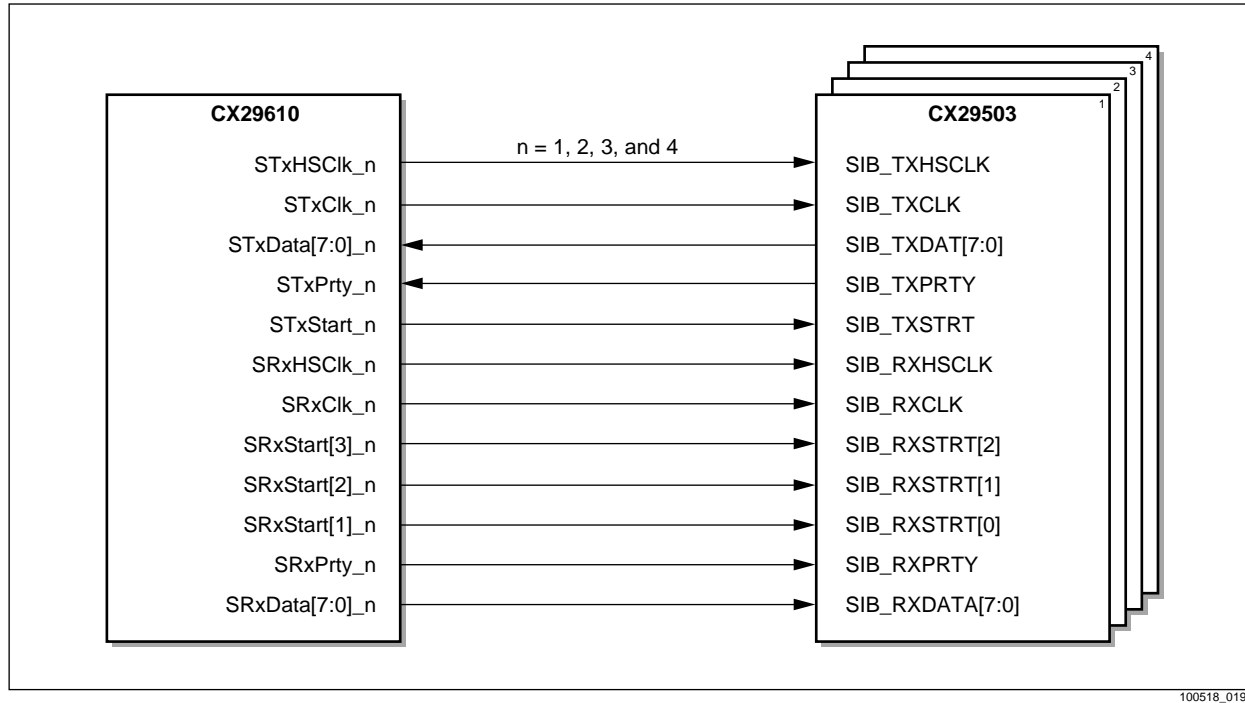 4
3
2
1
CX29610
CX29503
n = 1, 2, 3, and 4
STxHSClk_n
SIB_TXHSCLK
STxClk_n
SIB_TXCLK
STxData[7:0]_n
SIB_TXDAT[7:0]
STxPrty_n
SIB_TXPRTY
STxStart_n
SIB_TXSTRT
SRxHSClk_n
SIB_RXHSCLK
SRxClk_n
SIB_RXCLK
SRxStart[3]_n
SIB_RXSTRT[2]
SRxStart[2]_n
SIB_RXSTRT[1]
SRxStart[1]_n
SIB_RXSTRT[0]
SRxPrty_n
SIB_RXPRTY
SRxData[7:0]_n
SIB_RXDATA[7:0]
100518_019